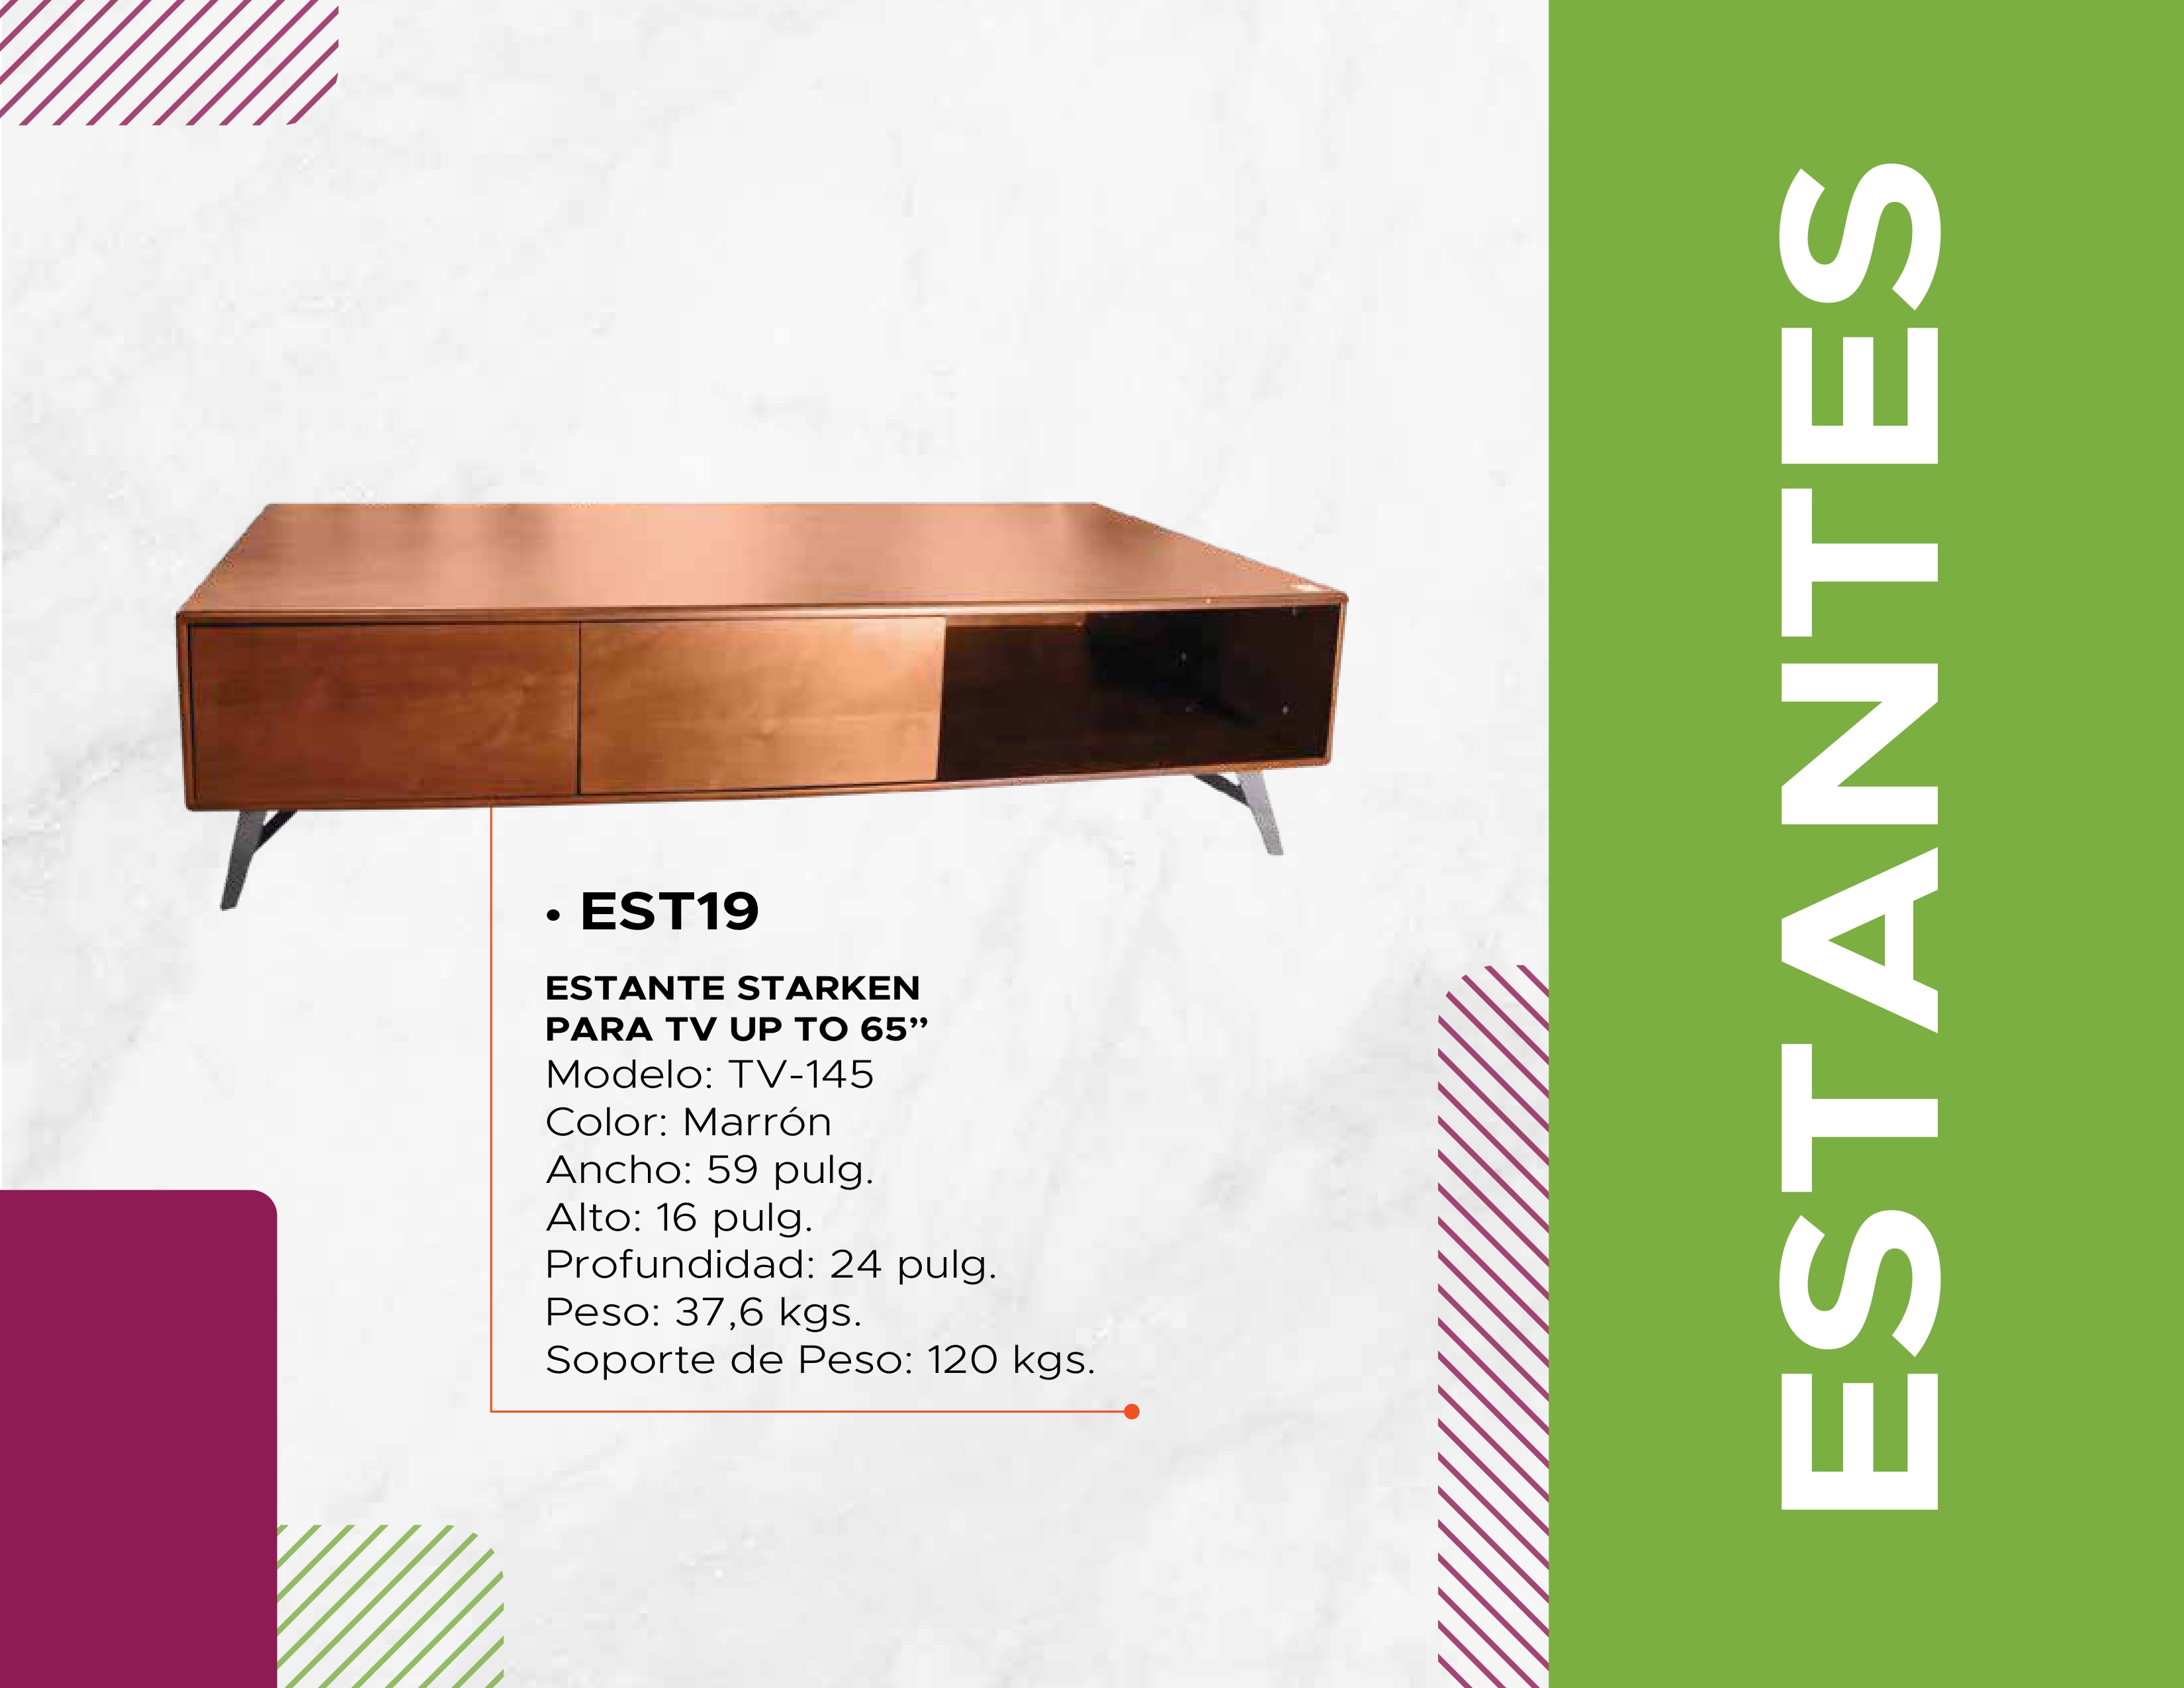 • EST19
ESTANTE STARKEN
PARA TV UP TO 65”
Modelo: TV-145
Color: Marrón
Ancho: 59 pulg.
Alto: 16 pulg.
Profundidad: 24 pulg.
Peso: 37,6 kgs.
Soporte de Peso: 120 kgs.
ESTANTES